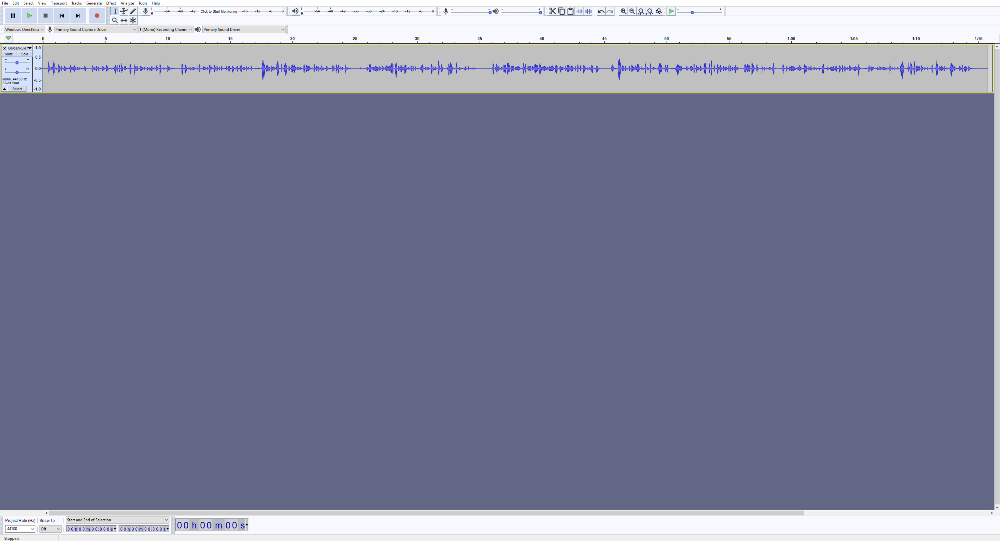 File Edit Select View Transport Tracks Generate Effect Analyze Tools Help
L R -54 -48 -42 Click to Start Monitoring -18 -12 -6 0 L R -54 -48 -42 -36 -30 -24 -18 -12 -6 0 - + - + - +
Windows DirectSou Primary Sound Capture Driver 1 (Mono) Recording Chann Primary Sound Driver
0 5 10 15 20 25 30 35 40 45 50 55 1:00 1:05 1:10 1:15
GoldenRule7 1.0
Mute Solo
- + 0.5
L R 0.0
Mono, 44100Hz
32-bit float -0.5
Select -1.0
Project Rate (Hz) Snap-To Start and End of Selection
44100 Off 00 h 00 m 00.000 s 00 h 00 m 00.000 s 00 h 00 m 00 s
Stopped.